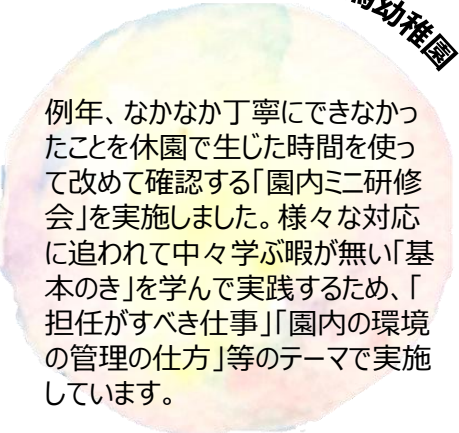 幼稚園
例年、なかなか丁寧にできなかっ
たことを休園で生じた時間を使っ
て改めて確認する「園内ミニ研修
会」を実施しました。様々な対応
に追われて中々学ぶ暇が無い「基
本のき」を学んで実践するため、「
担任がすべき仕事」「園内の環境
の管理の仕方」等のテーマで実施
しています。